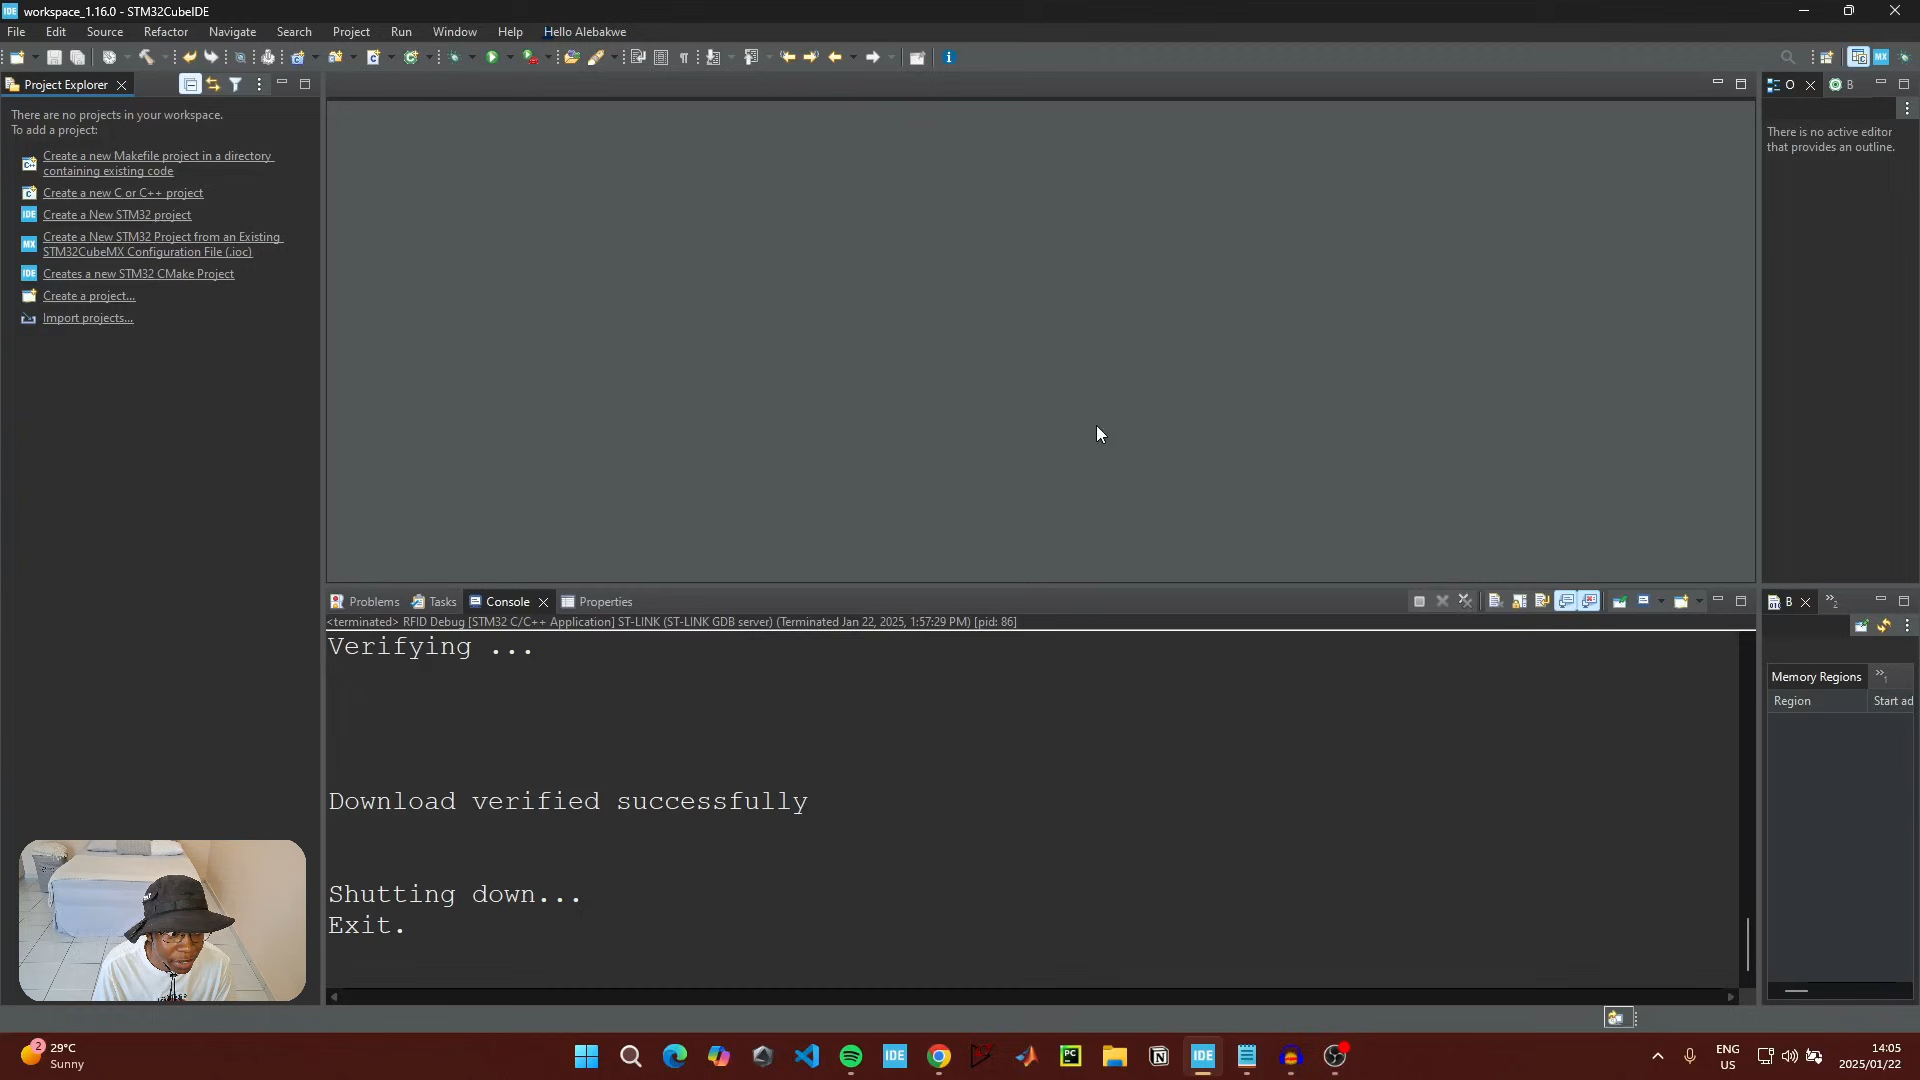 workspace_1.16.0 - STM32CubeIDE
File Edit Source Refactor Navigate Search Project Run Window Help Hello Alebakwe
Project Explorer
There are no projects in your workspace.
To add a project:
Create a new Makefile project in a directory
containing existing code
Create a new C or C++ project
Create a New STM32 project
Create a New STM32 Project from an Existing
STM32CubeMX Configuration File (.ioc)
Creates a new STM32 CMake Project
Create a project...
Import projects...
O B
There is no active editor
that provides an outline.
Problems Tasks Console Properties
<terminated> RFID Debug [STM32 C/C++ Application] ST-LINK (ST-LINK GDB server) (Terminated Jan 22, 2025, 1:57:29 PM) [pid: 86]
Verifying ...
Download verified successfully
Shutting down...
Exit.
B
Memory Regions
Region Start ad
2
29°C
Sunny
ENG
US
14:05
2025/01/22